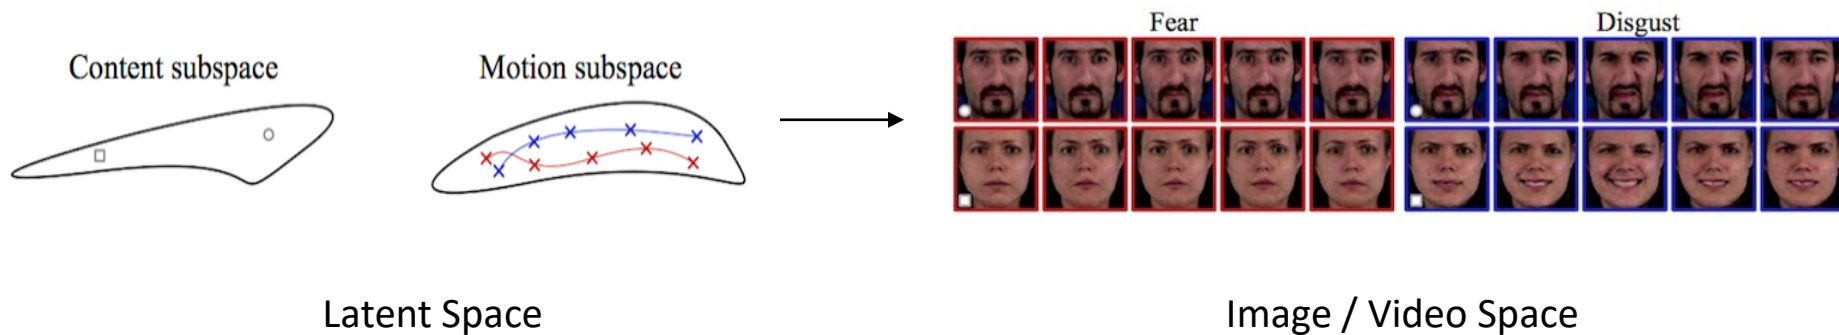 Content subspace
Motion subspace
Fear
Disgust
Latent Space
Image / Video Space